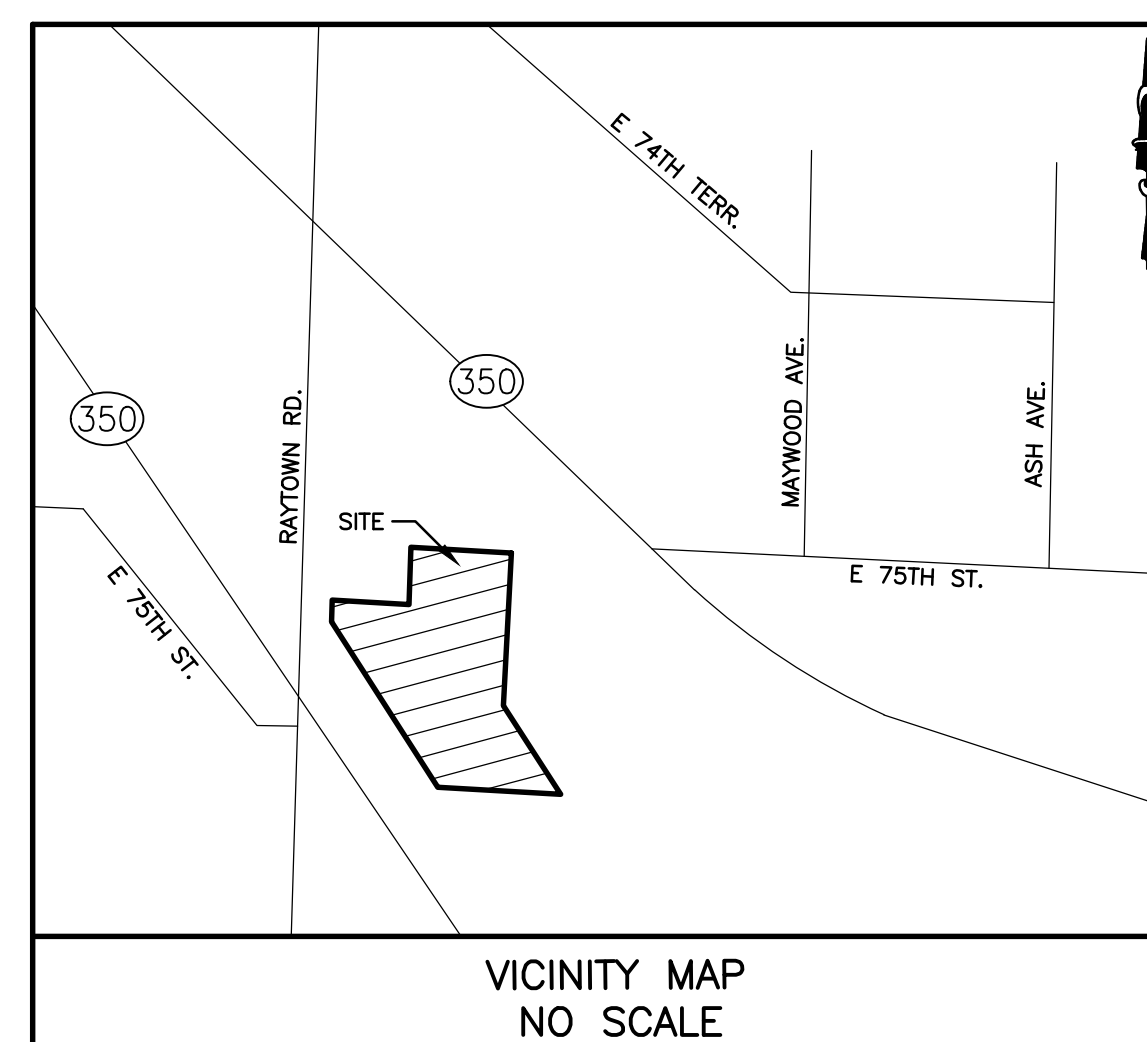 E 74TH TERR.
350
350
RAYTOWN RD.
MAYWOOD AVE.
ASH AVE.
SITE
E 75TH ST.
E 75TH ST.
VICINITY MAP
NO SCALE